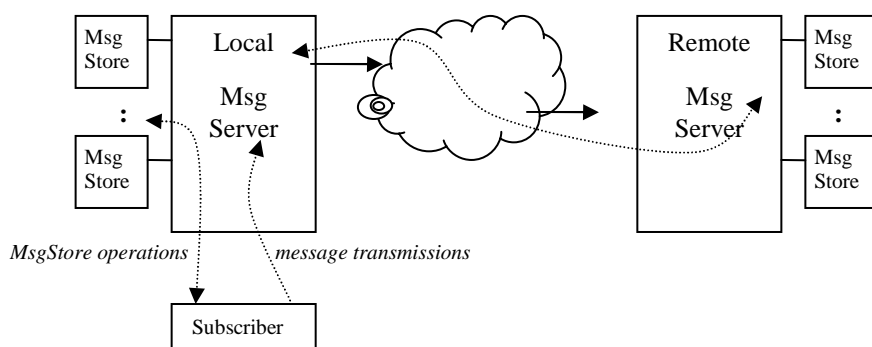 Msg
Store
:
Msg
Store
Local
Msg
Server
Remote
Msg
Server
Msg
Store
:
Msg
Store
MsgStore operations
message transmissions
Subscriber